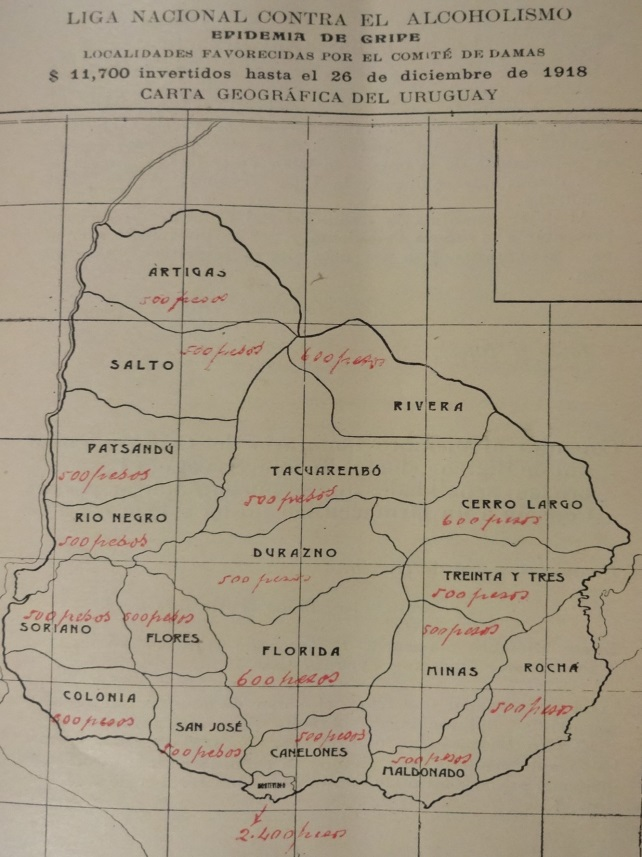 LIGA NACIONAL CONTRA EL ALCOHOLISMO
EPIDEMIA DE GRIPE
LOCALIDADES FAVORECIDAS POR EL COMITÉ DE DAMAS
$ 11,700 invertidos hasta el 26 de diciembre de 1918
CARTA GEOGRÁFICA DEL URUGUAY
ARTIGAS
500 pesos
SALTO
500 pesos
600 pesos
RIVERA
PAYSANDÚ
500 pesos
TACUAREMBÓ
500 pesos
RIO NEGRO
500 pesos
CERRO LARGO
600 pesos
DURAZNO
500 pesos
TREINTA Y TRES
500 pesos
500 pesos
SORIANO
500 pesos
FLORES
FLORIDA
600 pesos
500 pesos
MINAS
ROCHA
500 pesos
COLONIA
pesos
SAN JOSÉ
500 pesos
500 pesos
CANELONES
500 pesos
MALDONADO
2.400 pesos